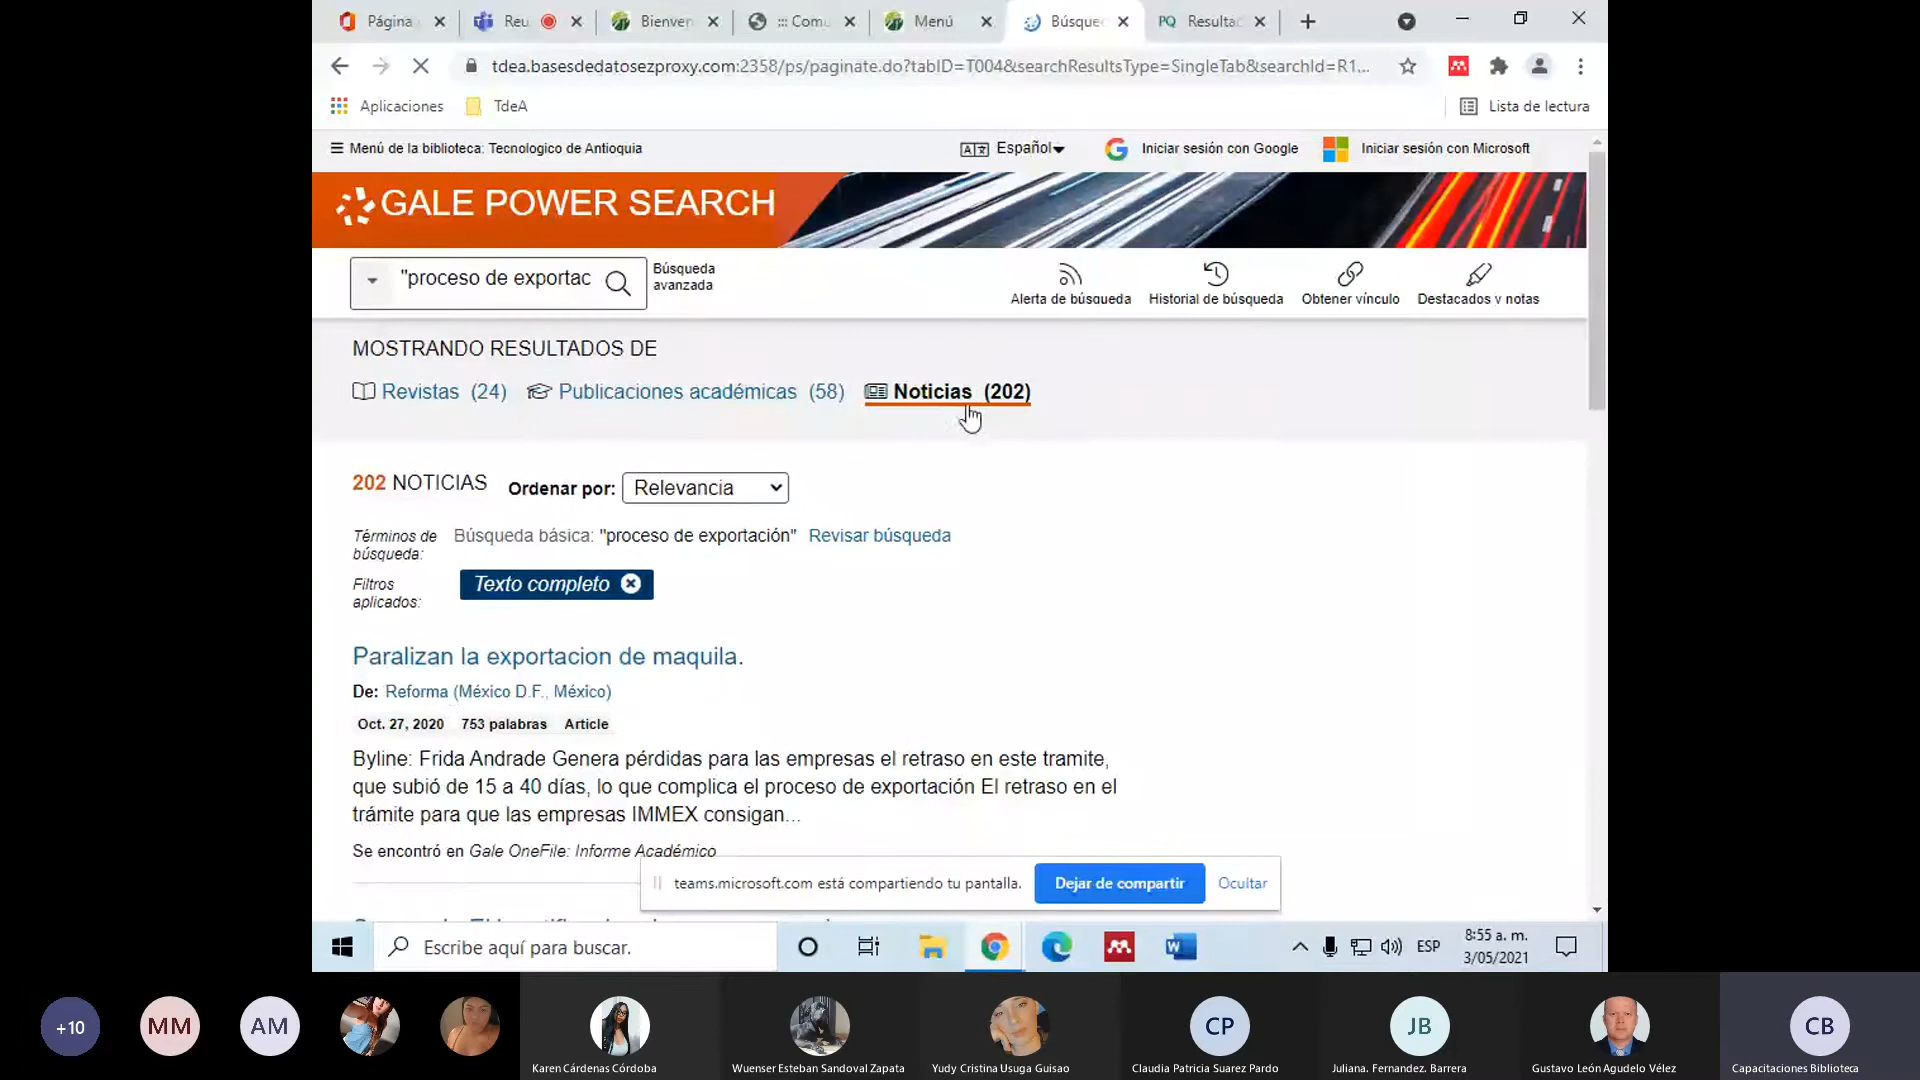 Página
Reu
Bienver
::: Com
Menú
Búsque
PQ Resultad
tdea.basesdedatosezproxy.com:2358/ps/paginate.do?tabID=T004&searchResultsType=SingleTab&searchId=R1...
Aplicaciones
TdeA
Lista de lectura
Menú de la biblioteca: Tecnologico de Antioquia
Español
Iniciar sesión con Google
Iniciar sesión con Microsoft
GALE POWER SEARCH
"proceso de exportac
Búsqueda
avanzada
Alerta de búsqueda
Historial de búsqueda
Obtener vínculo
Destacados y notas
MOSTRANDO RESULTADOS DE
Revistas (24)
Publicaciones académicas (58)
Noticias (202)
202 NOTICIAS
Ordenar por: Relevancia
Términos de
búsqueda:
Búsqueda básica: "proceso de exportación" Revisar búsqueda
Filtros
aplicados:
Texto completo
Paralizan la exportacion de maquila.
De: Reforma (México D.F., México)
Oct. 27, 2020 753 palabras Article
Byline: Frida Andrade Genera pérdidas para las empresas el retraso en este tramite,
que subió de 15 a 40 días, lo que complica el proceso de exportación El retraso en el
trámite para que las empresas IMMEX consigan...
Se encontró en Gale OneFile: Informe Académico
teams.microsoft.com está compartiendo tu pantalla.
Dejar de compartir
Ocultar
Escribe aquí para buscar.
ESP
8:55 a. m.
3/05/2021
+10
MM
AM
CP
JB
CB
Karen Cárdenas Córdoba
Wuenser Esteban Sandoval Zapata
Yudy Cristina Usuga Guisao
Claudia Patricia Suarez Pardo
Juliana. Fernandez. Barrera
Gustavo León Agudelo Vélez
Capacitaciones Biblioteca